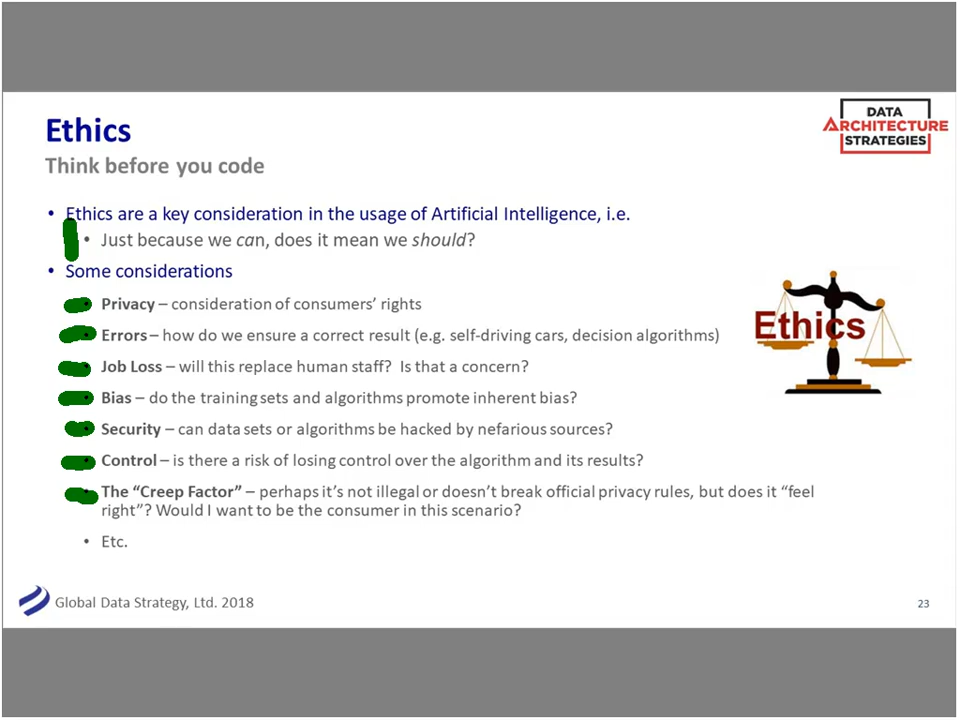 Ethics
DATA
ARCHITECTURE
STRATEGIES
Think before you code
• Ethics are a key consideration in the usage of Artificial Intelligence, i.e.
• Just because we can, does it mean we should?
• Some considerations
Privacy – consideration of consumers’ rights
Errors – how do we ensure a correct result (e.g. self-driving cars, decision algorithms)
Job Loss – will this replace human staff? Is that a concern?
Bias – do the training sets and algorithms promote inherent bias?
Security – can data sets or algorithms be hacked by nefarious sources?
Control – is there a risk of losing control over the algorithm and its results?
The “Creep Factor” – perhaps it’s not illegal or doesn’t break official privacy rules, but does it “feel
right”? Would I want to be the consumer in this scenario?
• Etc.
Ethics
Global Data Strategy, Ltd. 2018
23